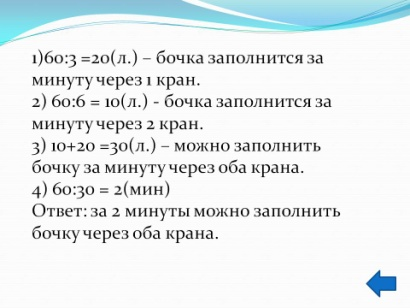 1)60:3 =20(л.) – бочка заполнится за
минуту через 1 кран.
2) 60:6 = 10(л.) - бочка заполнится за
минуту через 2 кран.
3) 10+20 =30(л.) – можно заполнить
бочку за минуту через оба крана.
4) 60:30 = 2(мин)
Ответ: за 2 минуты можно заполнить
бочку через оба крана.